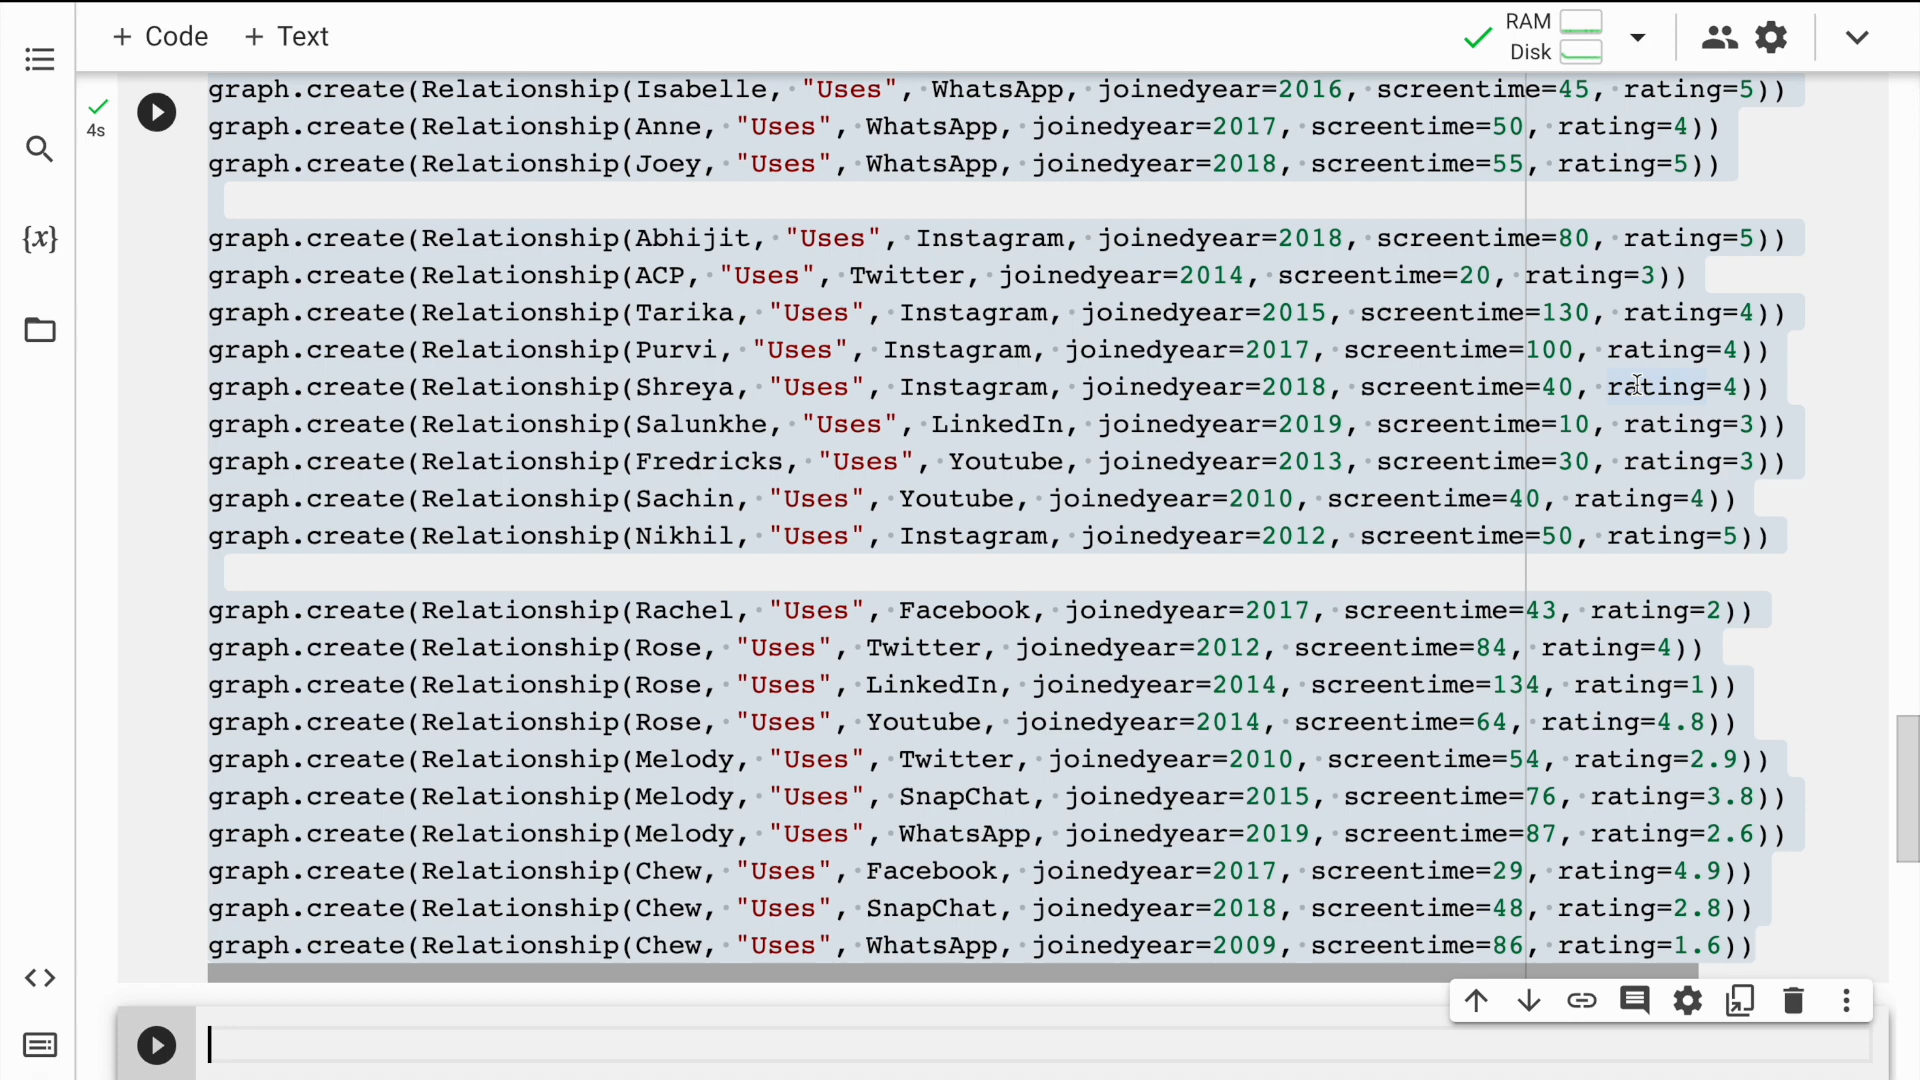 + Code + Text
RAM
Disk
{x}
4s
graph.create(Relationship(Isabelle, "Uses", WhatsApp, joinedyear=2016, screentime=45, rating=5))
graph.create(Relationship(Anne, "Uses", WhatsApp, joinedyear=2017, screentime=50, rating=4))
graph.create(Relationship(Joey, "Uses", WhatsApp, joinedyear=2018, screentime=55, rating=5))
graph.create(Relationship(Abhijit, "Uses", Instagram, joinedyear=2018, screentime=80, rating=5))
graph.create(Relationship(ACP, "Uses", Twitter, joinedyear=2014, screentime=20, rating=3))
graph.create(Relationship(Tarika, "Uses", Instagram, joinedyear=2015, screentime=130, rating=4))
graph.create(Relationship(Purvi, "Uses", Instagram, joinedyear=2017, screentime=100, rating=4))
graph.create(Relationship(Shreya, "Uses", Instagram, joinedyear=2018, screentime=40, rating=4))
graph.create(Relationship(Salunkhe, "Uses", LinkedIn, joinedyear=2019, screentime=10, rating=3))
graph.create(Relationship(Fredricks, "Uses", Youtube, joinedyear=2013, screentime=30, rating=3))
graph.create(Relationship(Sachin, "Uses", Youtube, joinedyear=2010, screentime=40, rating=4))
graph.create(Relationship(Nikhil, "Uses", Instagram, joinedyear=2012, screentime=50, rating=5))
graph.create(Relationship(Rachel, "Uses", Facebook, joinedyear=2017, screentime=43, rating=2))
graph.create(Relationship(Rose, "Uses", Twitter, joinedyear=2012, screentime=84, rating=4))
graph.create(Relationship(Rose, "Uses", LinkedIn, joinedyear=2014, screentime=134, rating=1))
graph.create(Relationship(Rose, "Uses", Youtube, joinedyear=2014, screentime=64, rating=4.8))
graph.create(Relationship(Melody, "Uses", Twitter, joinedyear=2010, screentime=54, rating=2.9))
graph.create(Relationship(Melody, "Uses", SnapChat, joinedyear=2015, screentime=76, rating=3.8))
graph.create(Relationship(Melody, "Uses", WhatsApp, joinedyear=2019, screentime=87, rating=2.6))
graph.create(Relationship(Chew, "Uses", Facebook, joinedyear=2017, screentime=29, rating=4.9))
graph.create(Relationship(Chew, "Uses", SnapChat, joinedyear=2018, screentime=48, rating=2.8))
graph.create(Relationship(Chew, "Uses", WhatsApp, joinedyear=2009, screentime=86, rating=1.6))